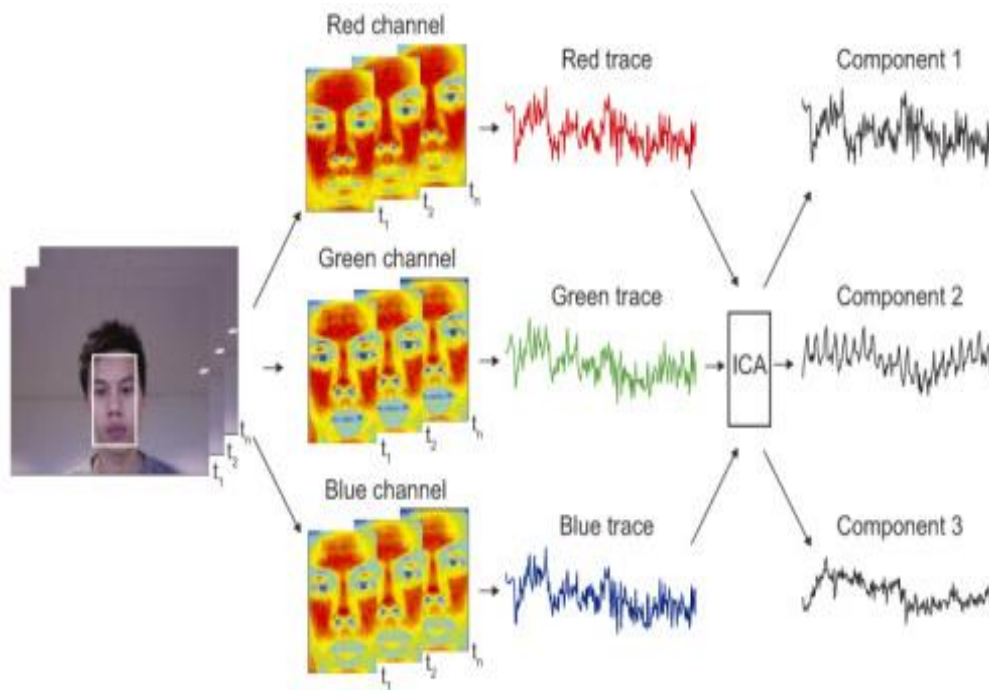 Red channel
Red trace
Component 1
t1
t2
tn
Green channel
Green trace
Component 2
t1
t2
tn
ICA
t1
t2
tn
Blue channel
Blue trace
Component 3
t1
t2
tn